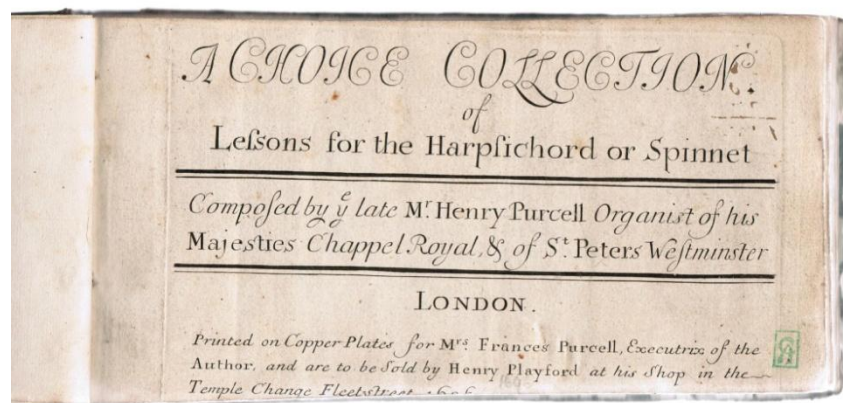 A CHOICE COLLECTION.
of
Leſsons for the Harpſichord or Spinnet
Compoſed by yᵉ late Mʳ. Henry Purcell Organist of his
Majesties Chappel Royal, & of Sᵗ. Peters Weſtminster
LONDON.
Printed on Copper Plates for Mʳˢ. Frances Purcell, Executrix of the
Author, and are to be Sold by Henry Playford at his Shop in the
Temple Change Fleetstreet